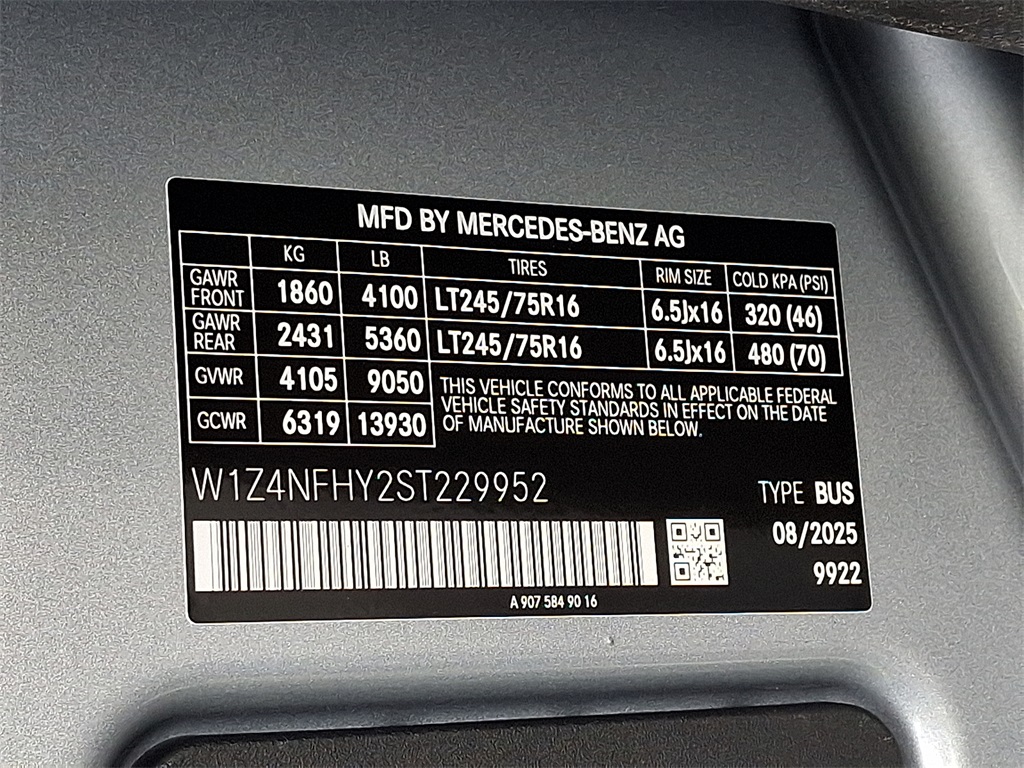 MFD BY MERCEDES-BENZ AG
KG LB TIRES RIM SIZE COLD KPA (PSI)
GAWR FRONT 1860 4100 LT245/75R16 6.5Jx16 320 (46)
GAWR REAR 2431 5360 LT245/75R16 6.5Jx16 480 (70)
GVWR 4105 9050
GCWR 6319 13930
THIS VEHICLE CONFORMS TO ALL APPLICABLE FEDERAL
VEHICLE SAFETY STANDARDS IN EFFECT ON THE DATE
OF MANUFACTURE SHOWN BELOW.
W1Z4NFHY2ST229952
TYPE BUS
08/2025
9922
A 907 584 90 16